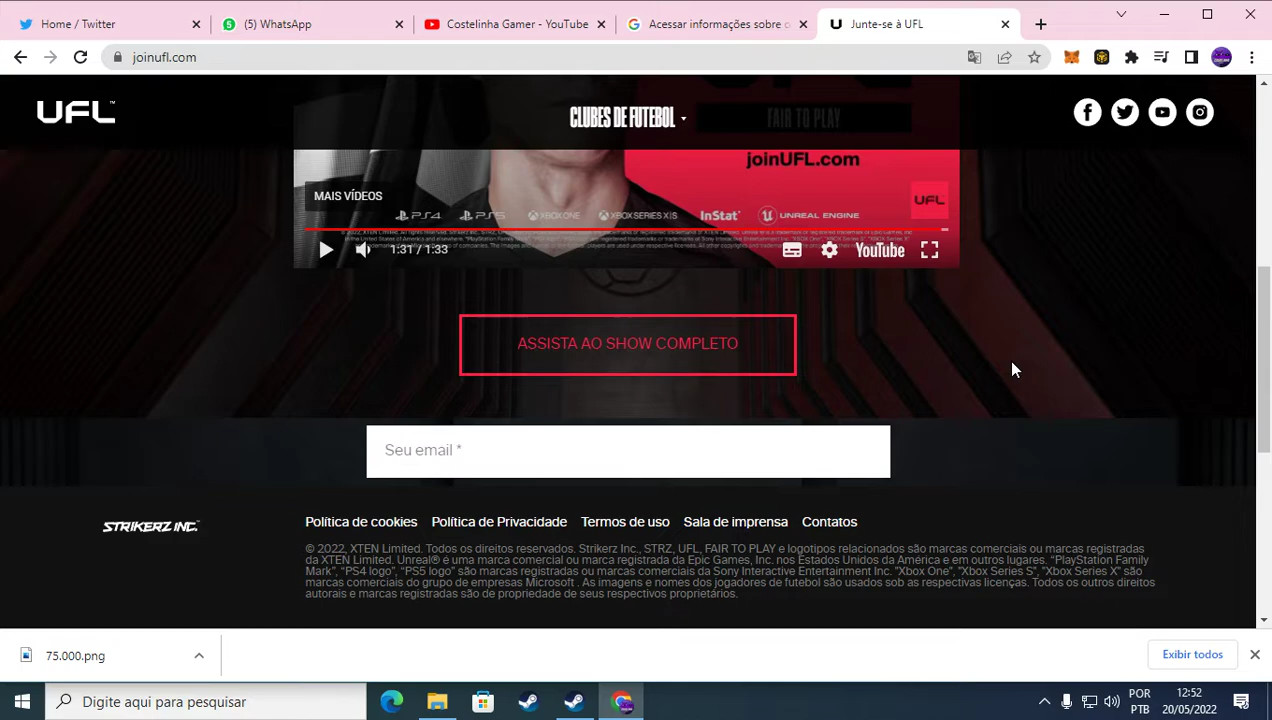 Home / Twitter
(5) WhatsApp
Costelinha Gamer - YouTube
Acessar informações sobre o
Junte-se à UFL
joinufl.com
UFL™
CLUBES DE FUTEBOL
FAIR TO PLAY
joinUFL.com
MAIS VÍDEOS
PS4 PS5 XBOX ONE XBOX SERIES X|S InStat UNREAL ENGINE UFL
1:31 / 1:33
YouTube
ASSISTA AO SHOW COMPLETO
Seu email *
STRIKERZ INC.
Política de cookies Política de Privacidade Termos de uso Sala de imprensa Contatos
© 2022, XTEN Limited. Todos os direitos reservados. Strikerz Inc., STRZ, UFL, FAIR TO PLAY e logotipos relacionados são marcas comerciais ou marcas registradas
da XTEN Limited. Unreal® é uma marca comercial ou marca registrada da Epic Games, Inc. nos Estados Unidos da América e em outros lugares. "PlayStation Family
Mark", "PS4 logo", "PS5 logo" são marcas registradas ou marcas comerciais da Sony Interactive Entertainment Inc. "Xbox One", "Xbox Series S", "Xbox Series X" são
marcas comerciais do grupo de empresas Microsoft . As imagens e nomes dos jogadores de futebol são usados sob as respectivas licenças. Todos os outros direitos
autorais e marcas registradas são de propriedade de seus respectivos proprietários.
75.000.png
Exibir todos
Digite aqui para pesquisar
POR
PTB
12:52
20/05/2022